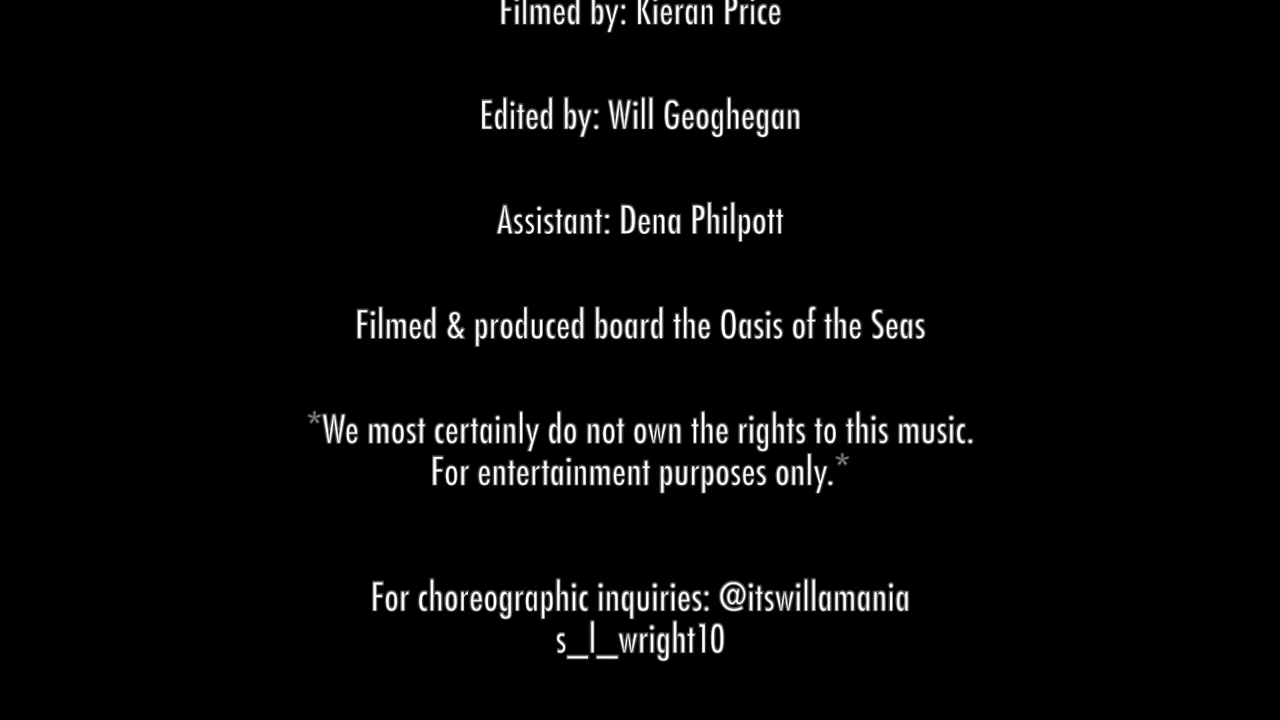 Filmed by: Kieran Price
Edited by: Will Geoghegan
Assistant: Dena Philpott
Filmed & produced board the Oasis of the Seas
*We most certainly do not own the rights to this music.
For entertainment purposes only.*
For choreographic inquiries: @itswillamania
s_l_wright10